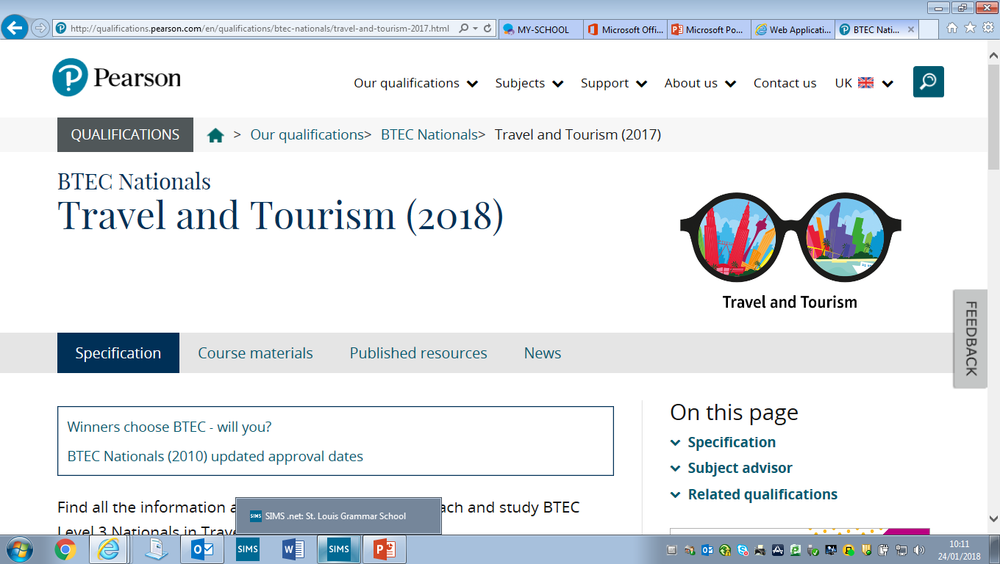 http://qualifications.pearson.com/en/qualifications/btec-nationals/travel-and-tourism-2017.html
MY-SCHOOL
Microsoft Offi...
Microsoft Po...
Web Applicati...
BTEC Nati...
Pearson
Our qualifications
Subjects
Support
About us
Contact us
UK
QUALIFICATIONS
> Our qualifications> BTEC Nationals> Travel and Tourism (2017)
BTEC Nationals
Travel and Tourism (2018)
Travel and Tourism
FEEDBACK
Specification
Course materials
Published resources
News
Winners choose BTEC - will you?
BTEC Nationals (2010) updated approval dates
On this page
Specification
Subject advisor
Related qualifications
Find all the information a
ach and study BTEC
Level 3 Nationals in Trave
SIMS .net: St. Louis Grammar School
SIMS
SIMS
SIMS
10:11
24/01/2018